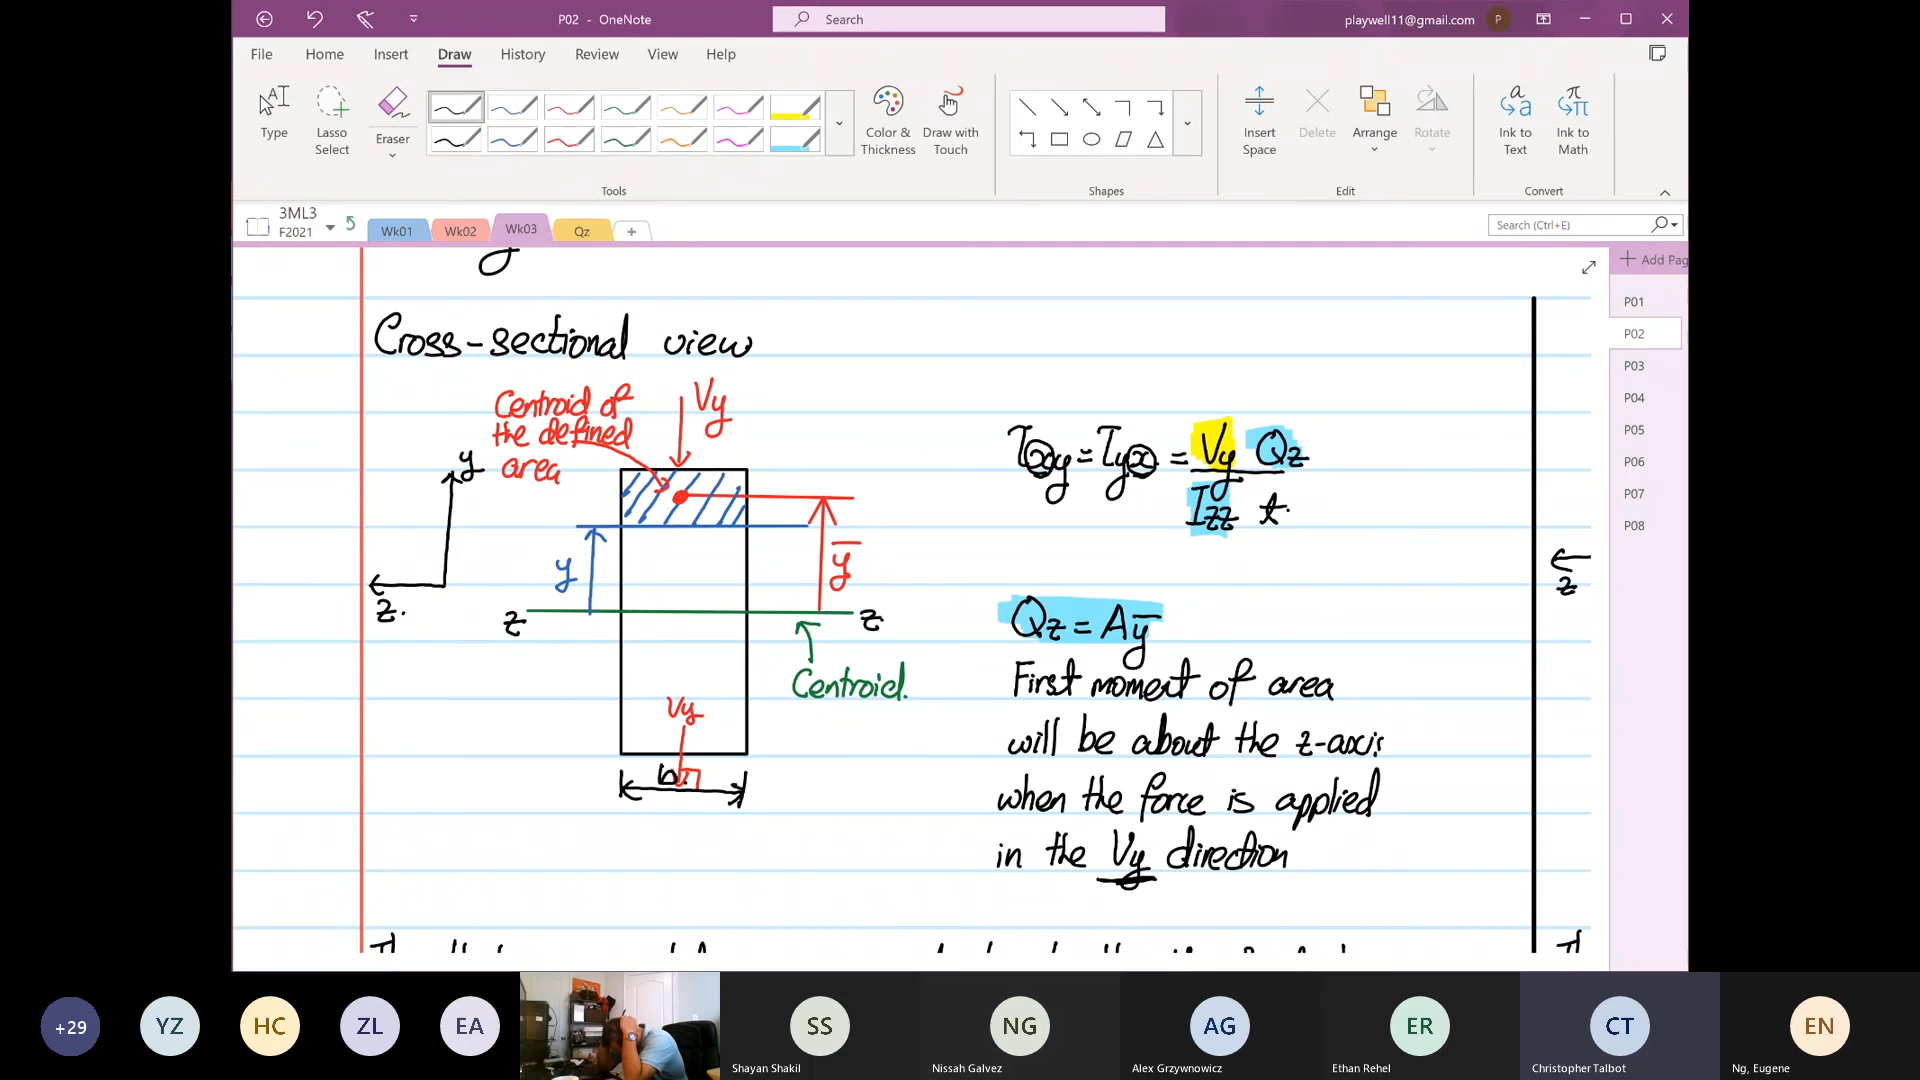 P02 - OneNote
Search
playwell11@gmail.com
P
File
Home
Insert
Draw
History
Review
View
Help
Type
Lasso Select
Eraser
Color & Thickness
Draw with Touch
Insert Space
Delete
Arrange
Rotate
Ink to Text
Ink to Math
Tools
Shapes
Edit
Convert
3ML3
F2021
Wk01
Wk02
Wk03
Qz
Search (Ctrl+E)
Add Pag
P01
P02
P03
P04
P05
P06
P07
P08
Cross-sectional view
Centroid of
the defined
area
Vy
y
z.
y
ȳ
z
z
Centroid.
Vy
b.
τxy = τyx = Vy Qz
Izz t
Qz = Aȳ
First moment of area
will be about the z-axis
when the force is applied
in the Vy direction
z
+29
YZ
HC
ZL
EA
SS
Shayan Shakil
NG
Nissah Galvez
AG
Alex Grzywnowicz
ER
Ethan Rehel
CT
Christopher Talbot
EN
Ng, Eugene